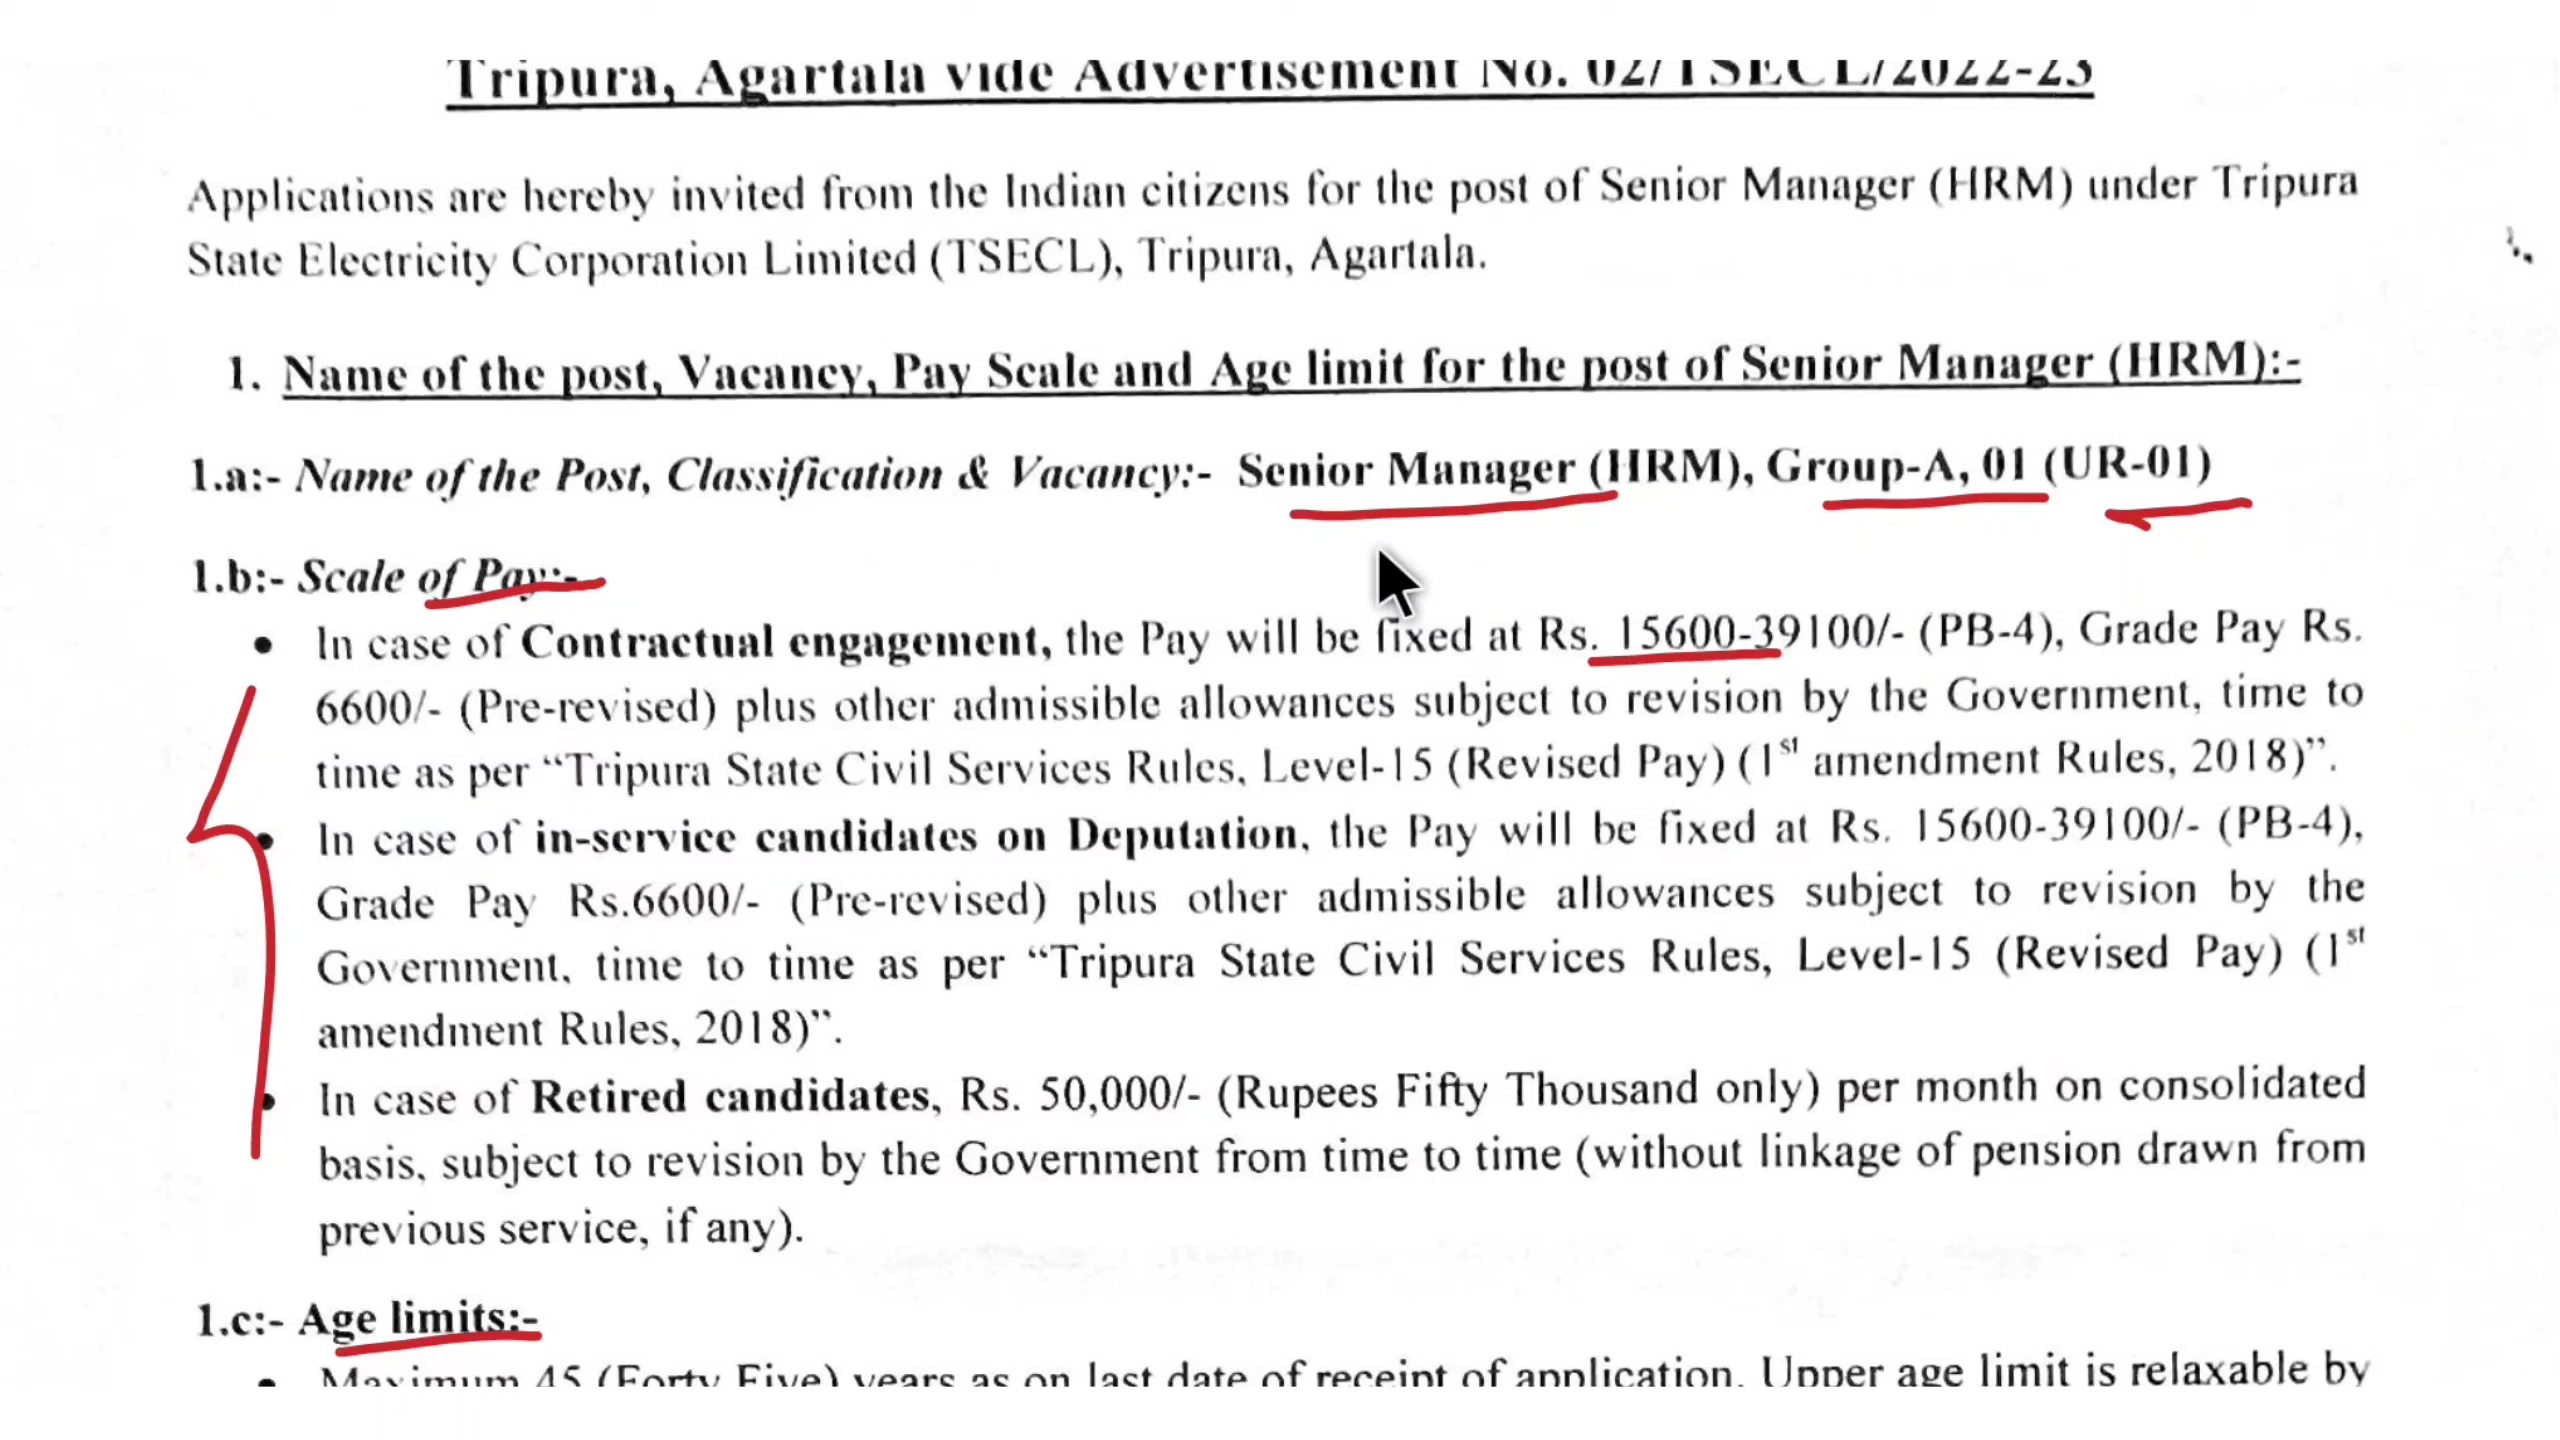 Tripura, Agartala vide Advertisement No. 02/TSECL/2022-23
Applications are hereby invited from the Indian citizens for the post of Senior Manager (HRM) under Tripura
State Electricity Corporation Limited (TSECL), Tripura, Agartala.
1. Name of the post, Vacancy, Pay Scale and Age limit for the post of Senior Manager (HRM):-
1.a:- Name of the Post, Classification & Vacancy:- Senior Manager (HRM), Group-A, 01 (UR-01)
1.b:- Scale of Pay:-
• In case of Contractual engagement, the Pay will be fixed at Rs. 15600-39100/- (PB-4), Grade Pay Rs.
6600/- (Pre-revised) plus other admissible allowances subject to revision by the Government, time to
time as per “Tripura State Civil Services Rules, Level-15 (Revised Pay) (1st amendment Rules, 2018)”.
• In case of in-service candidates on Deputation, the Pay will be fixed at Rs. 15600-39100/- (PB-4),
Grade Pay Rs.6600/- (Pre-revised) plus other admissible allowances subject to revision by the
Government, time to time as per “Tripura State Civil Services Rules, Level-15 (Revised Pay) (1st
amendment Rules, 2018)”.
• In case of Retired candidates, Rs. 50,000/- (Rupees Fifty Thousand only) per month on consolidated
basis, subject to revision by the Government from time to time (without linkage of pension drawn from
previous service, if any).
1.c:- Age limits:-
• Maximum 45 (Forty Five) years as on last date of receipt of application. Upper age limit is relaxable by